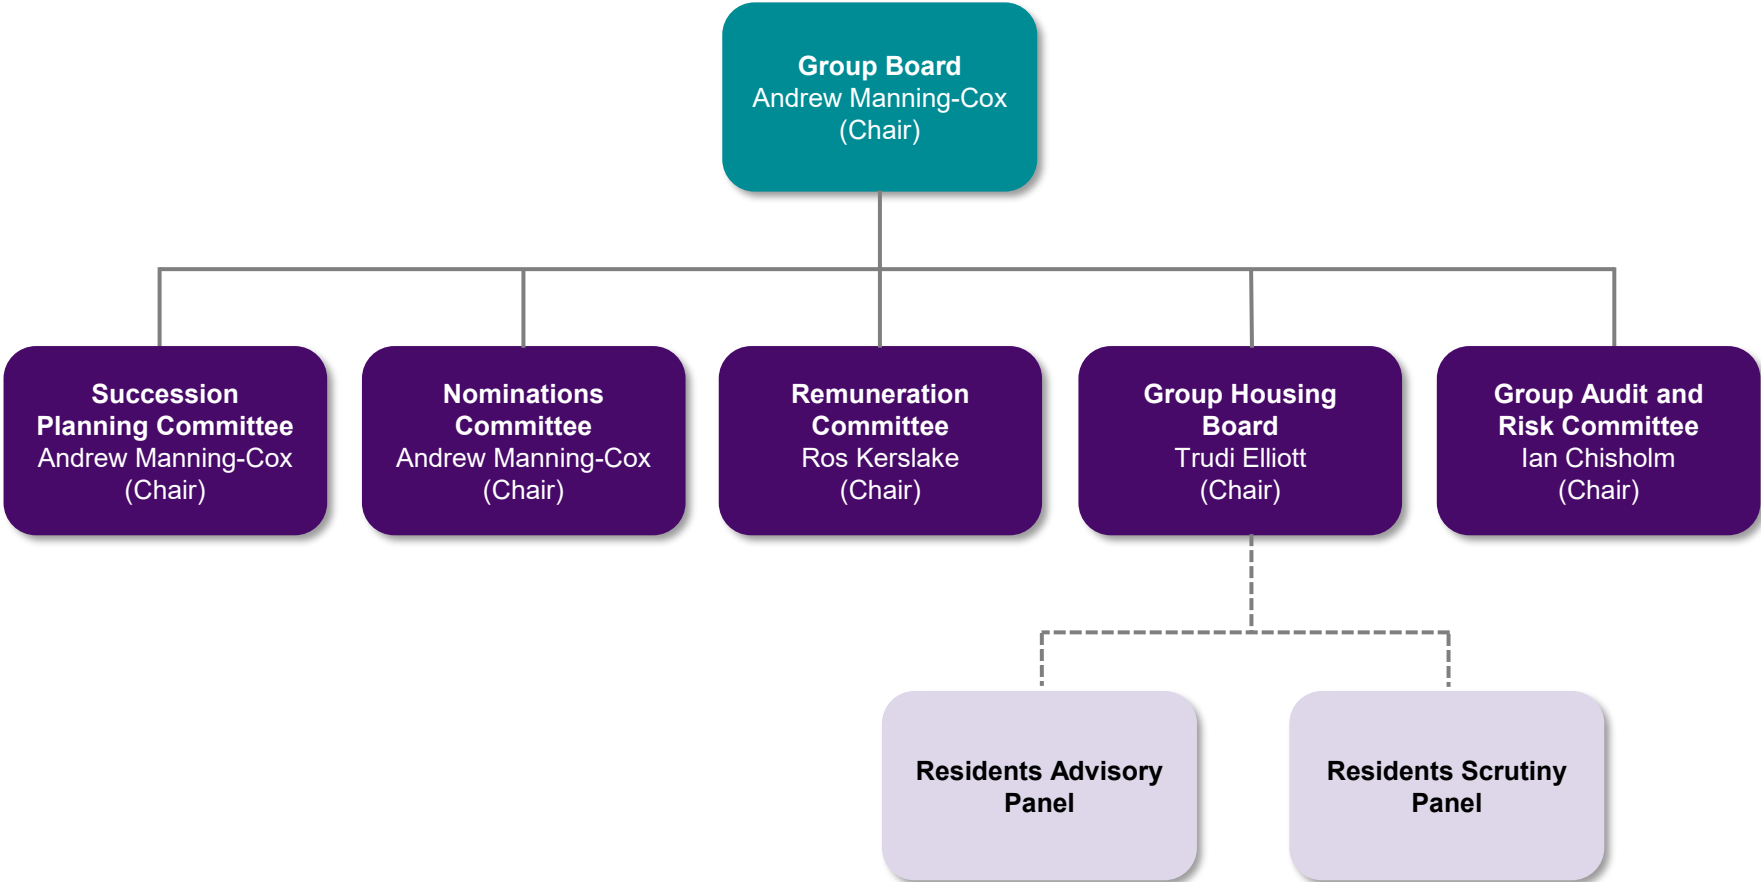 Group Board
Andrew Manning-Cox
(Chair)
Succession
Planning Committee
Andrew Manning-Cox
(Chair)
Nominations
Committee
Andrew Manning-Cox
(Chair)
Remuneration
Committee
Ros Kerslake
(Chair)
Group Housing
Board
Trudi Elliott
(Chair)
Group Audit and
Risk Committee
Ian Chisholm
(Chair)
Residents Advisory
Panel
Residents Scrutiny
Panel